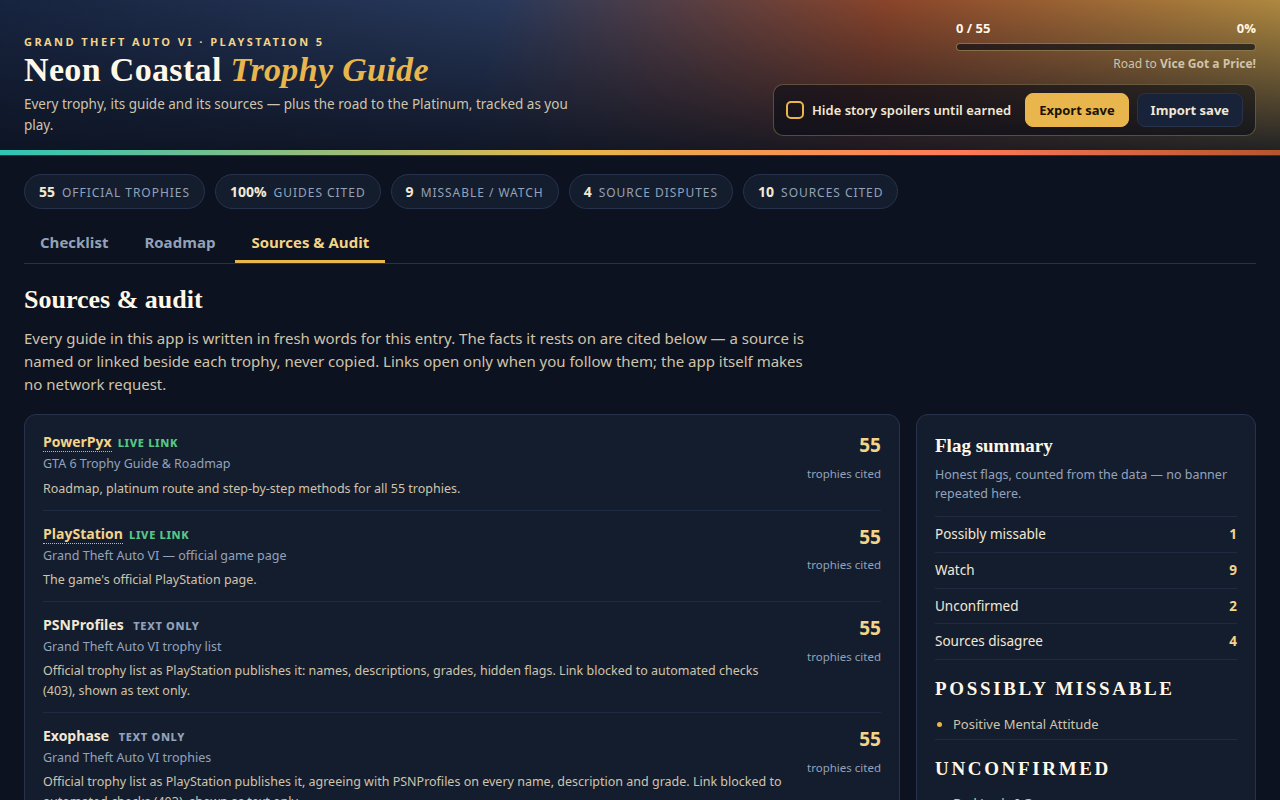 GRAND THEFT AUTO VI · PLAYSTATION 5
Neon Coastal Trophy Guide
Every trophy, its guide and its sources — plus the road to the Platinum, tracked as you
play.
0 / 55
0%
Road to Vice Got a Price!
Hide story spoilers until earned
Export save
Import save
55 OFFICIAL TROPHIES
100% GUIDES CITED
9 MISSABLE / WATCH
4 SOURCE DISPUTES
10 SOURCES CITED
Checklist
Roadmap
Sources & Audit
Sources & audit
Every guide in this app is written in fresh words for this entry. The facts it rests on are cited below — a source is
named or linked beside each trophy, never copied. Links open only when you follow them; the app itself makes
no network request.
PowerPyx LIVE LINK
GTA 6 Trophy Guide & Roadmap
Roadmap, platinum route and step-by-step methods for all 55 trophies.
55
trophies cited
PlayStation LIVE LINK
Grand Theft Auto VI — official game page
The game's official PlayStation page.
55
trophies cited
PSNProfiles TEXT ONLY
Grand Theft Auto VI trophy list
Official trophy list as PlayStation publishes it: names, descriptions, grades, hidden flags. Link blocked to automated checks
(403), shown as text only.
55
trophies cited
Exophase TEXT ONLY
Grand Theft Auto VI trophies
Official trophy list as PlayStation publishes it, agreeing with PSNProfiles on every name, description and grade. Link blocked to
automated checks (403), shown as text only.
55
trophies cited
Flag summary
Honest flags, counted from the data — no banner
repeated here.
Possibly missable 1
Watch 9
Unconfirmed 2
Sources disagree 4
POSSIBLY MISSABLE
Positive Mental Attitude
UNCONFIRMED